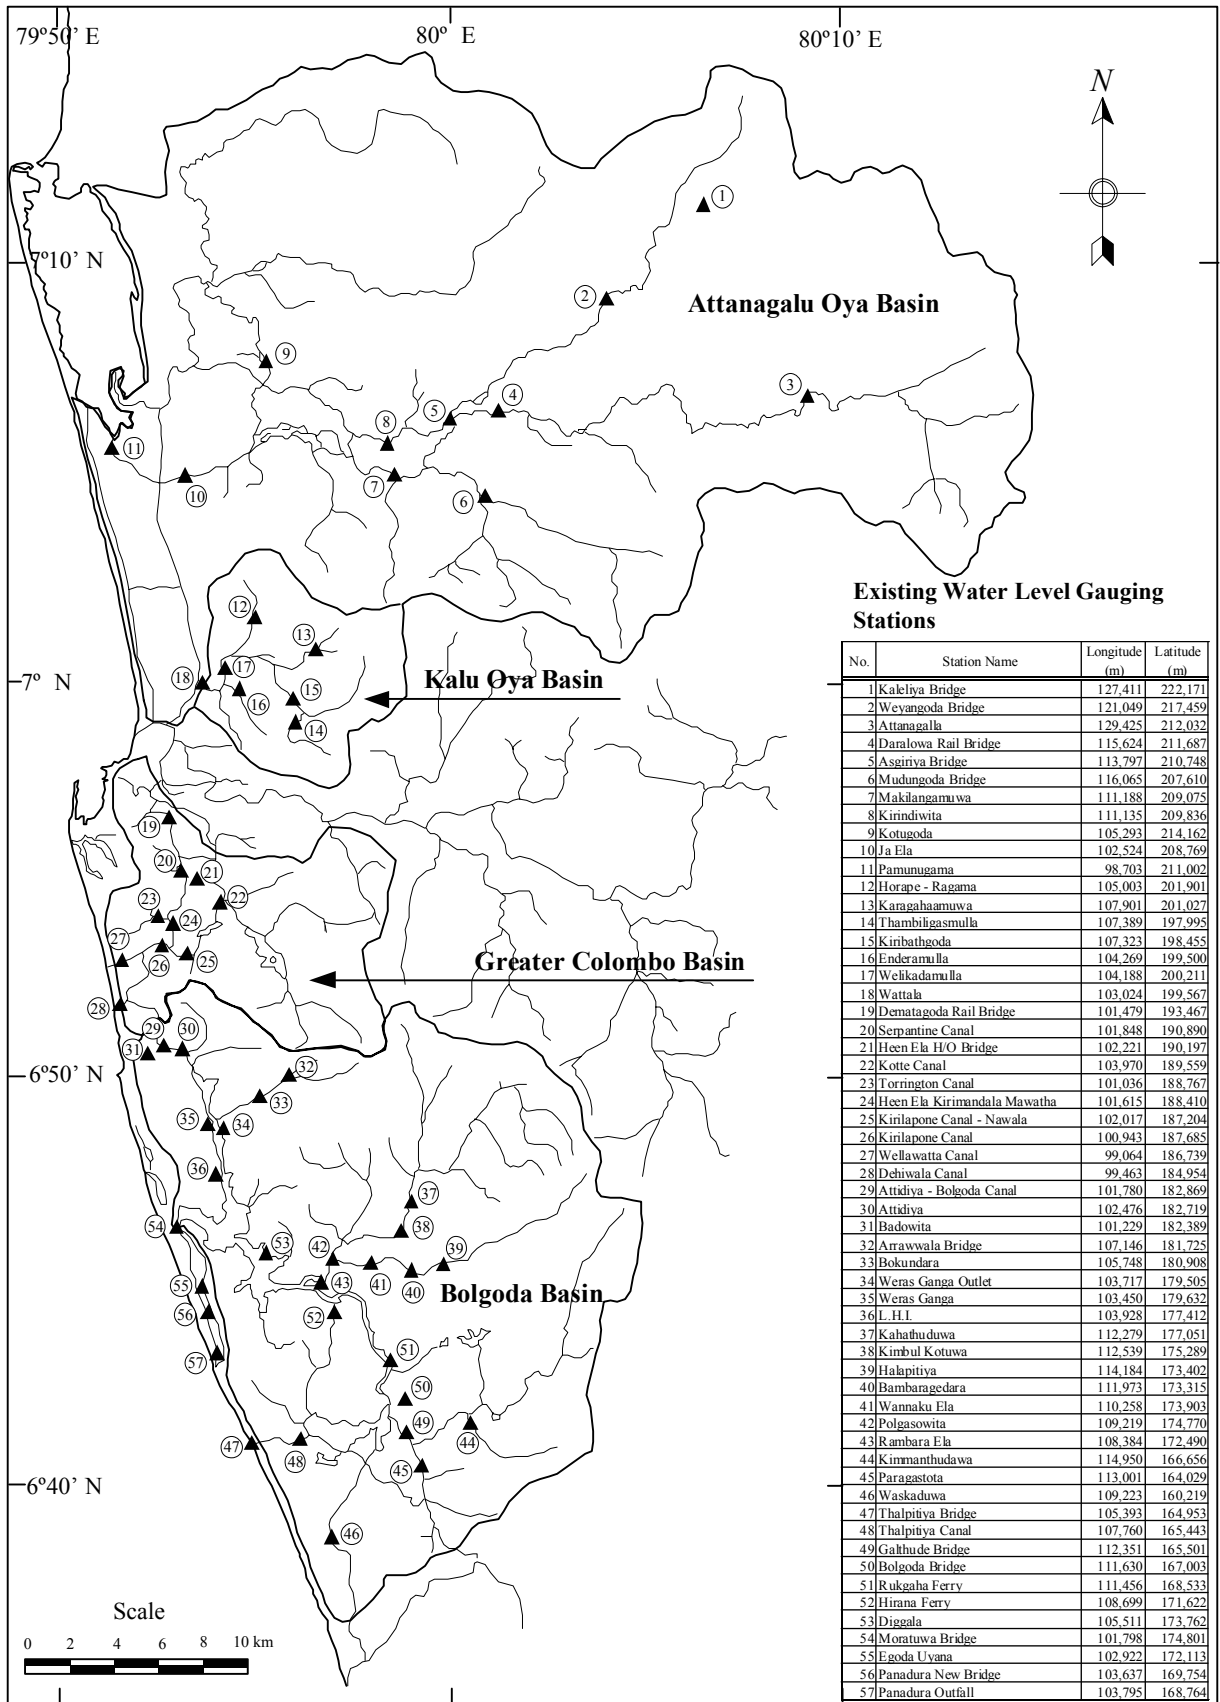 79º50’ E
80º E
80º10’ E
N
1
7º10’ N
2
Attanagalu Oya Basin
9
3
4
5
8
11
7
10
6
Existing Water Level Gauging
Stations
12
13
17
18
7º N
Kalu Oya Basin
15
16
14
19
20
21
22
23
24
27
Greater Colombo Basin
26
25
28
29
30
31
6º50’ N
32
33
35
34
36
37
54
38
53
42
39
41
40
43
55
Bolgoda Basin
56
52
57
51
50
49
47
48
44
45
6º40’ N
46
Scale
0 2 4 6 8 10 km
No. Station Name Longitude (m) Latitude (m)
1 Kaleliya Bridge 127,411 222,171
2 Weyangoda Bridge 121,049 217,459
3 Attanagalla 129,425 212,032
4 Daralowa Rail Bridge 115,624 211,687
5 Asgiriya Bridge 113,797 210,748
6 Mudungoda Bridge 116,065 207,610
7 Makilangamuwa 111,188 209,075
8 Kirindiwita 111,135 209,836
9 Kotugoda 105,293 214,162
10 Ja Ela 102,524 208,769
11 Pamunugama 98,703 211,002
12 Horape - Ragama 105,003 201,901
13 Karagahaamuwa 107,901 201,027
14 Thambiligasmulla 107,389 197,995
15 Kiribathgoda 107,323 198,455
16 Enderamulla 104,269 199,500
17 Welikadamulla 104,188 200,211
18 Wattala 103,024 199,567
19 Dematagoda Rail Bridge 101,479 193,467
20 Serpantine Canal 101,848 190,890
21 Heen Ela H/O Bridge 102,221 190,197
22 Kotte Canal 103,970 189,559
23 Torrington Canal 101,036 188,767
24 Heen Ela Kirimandala Mawatha 101,615 188,410
25 Kirilapone Canal - Nawala 102,017 187,204
26 Kirilapone Canal 100,943 187,685
27 Wellawatta Canal 99,064 186,739
28 Dehiwala Canal 99,463 184,954
29 Attidiya - Bolgoda Canal 101,780 182,869
30 Attidiya 102,476 182,719
31 Badowita 101,229 182,389
32 Arrawwala Bridge 107,146 181,725
33 Bokundara 105,748 180,908
34 Weras Ganga Outlet 103,717 179,505
35 Weras Ganga 103,450 179,632
36 L.H.I. 103,928 177,412
37 Kahathuduwa 112,279 177,051
38 Kimbul Kotuwa 112,539 175,289
39 Halapitiya 114,184 173,402
40 Bambaragedara 111,973 173,315
41 Wannaku Ela 110,258 173,903
42 Polgasowita 109,219 174,770
43 Rambara Ela 108,384 172,490
44 Kimmanthudawa 114,950 166,656
45 Paragastota 113,001 164,029
46 Waskaduwa 109,223 160,219
47 Thalpitiya Bridge 105,393 164,953
48 Thalpitiya Canal 107,760 165,443
49 Galthude Bridge 112,351 165,501
50 Bolgoda Bridge 111,630 167,003
51 Rukgaha Ferry 111,456 168,533
52 Hirana Ferry 108,699 171,622
53 Diggala 105,511 173,762
54 Moratuwa Bridge 101,798 174,801
55 Egoda Uyana 102,922 172,113
56 Panadura New Bridge 103,637 169,754
57 Panadura Outfall 103,795 168,764